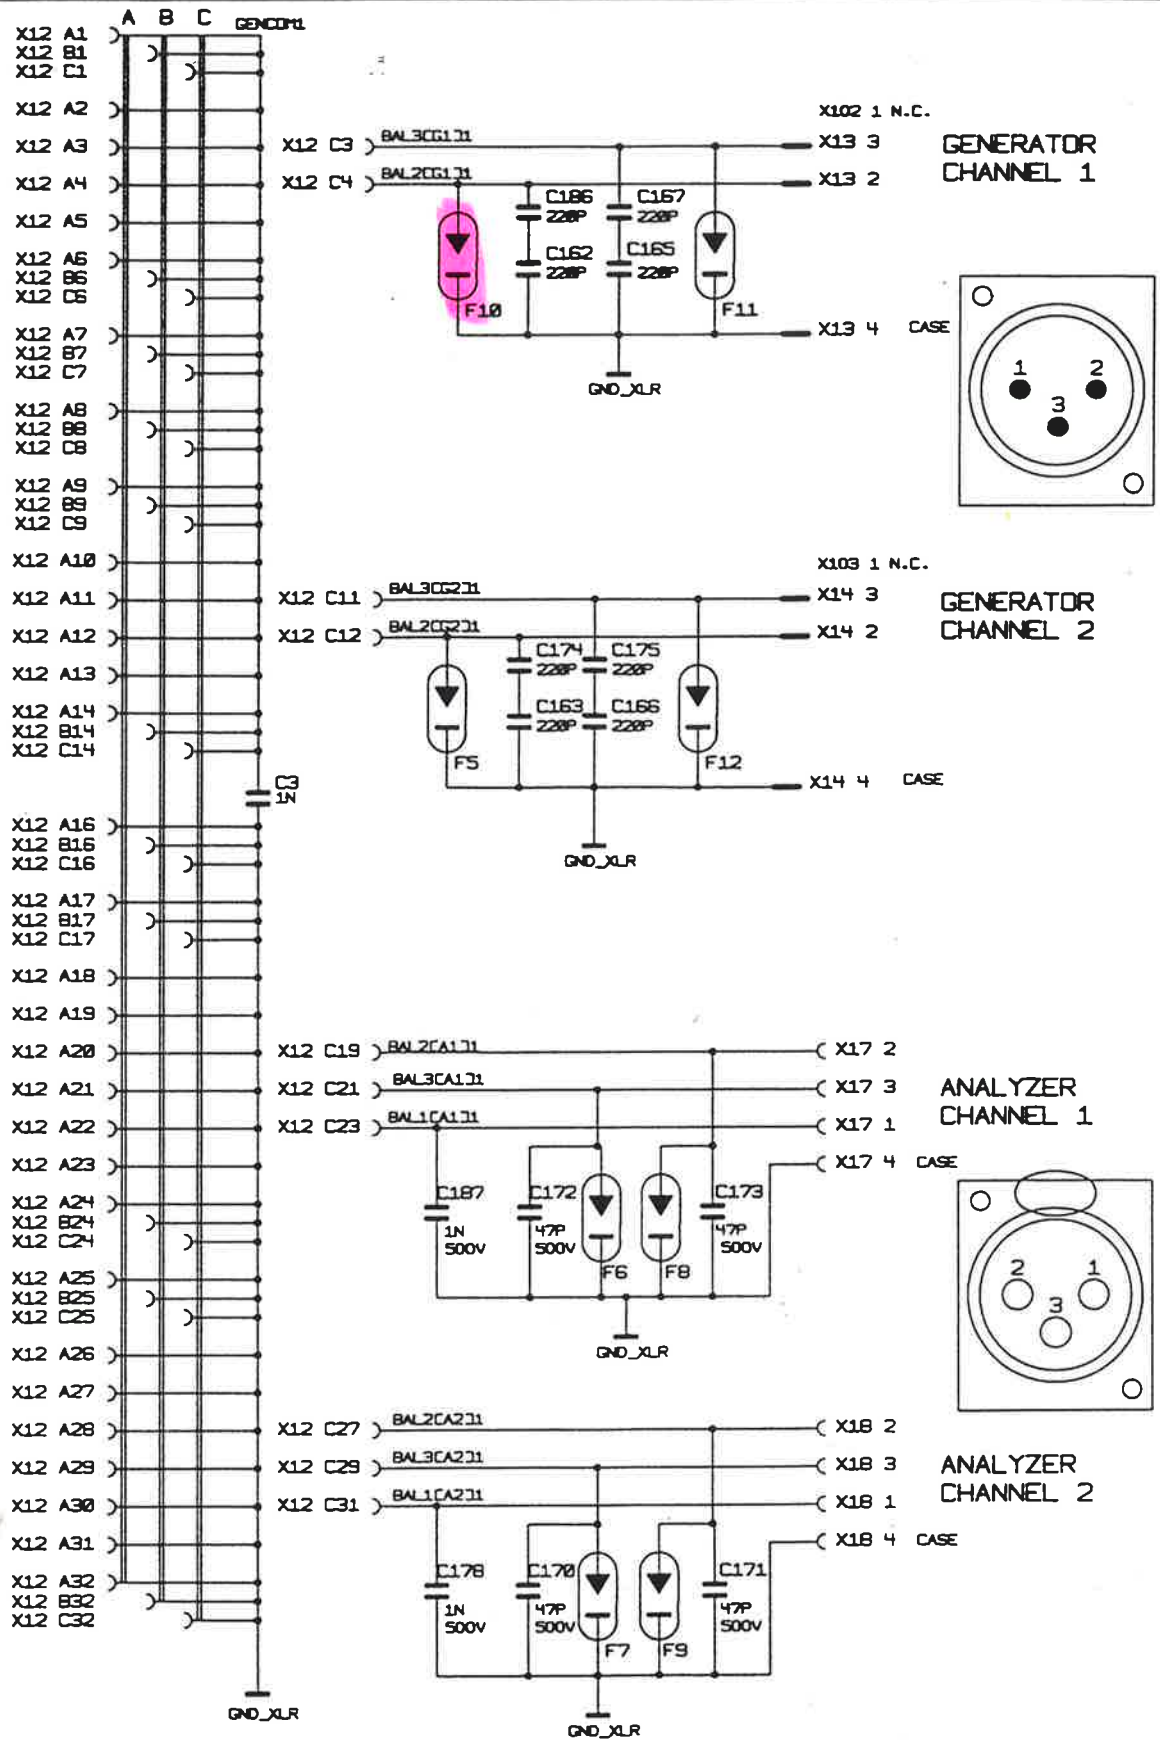 A B C GENCOM1
X12 A1
X12 B1
X12 C1
X12 A2
X12 A3
X12 A4
X12 A5
X12 A6
X12 B6
X12 C6
X12 A7
X12 B7
X12 C7
X12 A8
X12 B8
X12 C8
X12 A9
X12 B9
X12 C9
X12 A10
X12 A11
X12 A12
X12 A13
X12 A14
X12 B14
X12 C14
C3
1N
X12 A16
X12 B16
X12 C16
X12 A17
X12 B17
X12 C17
X12 A18
X12 A19
X12 A20
X12 A21
X12 A22
X12 A23
X12 A24
X12 B24
X12 C24
X12 A25
X12 B25
X12 C25
X12 A26
X12 A27
X12 A28
X12 A29
X12 A30
X12 A31
X12 A32
X12 B32
X12 C32
GND_XLR
X102 1 N.C.
X12 C3 BAL3[G1]1 X13 3
X12 C4 BAL2[G1]1 X13 2
GENERATOR
CHANNEL 1
C186 C167
220P 220P
C162 C165
220P 220P
F10 F11
X13 4 CASE
GND_XLR
1 2
3
X103 1 N.C.
X12 C11 BAL3[G2]1 X14 3
X12 C12 BAL2[G2]1 X14 2
GENERATOR
CHANNEL 2
C174 C175
220P 220P
C163 C166
220P 220P
F5 F12
X14 4 CASE
GND_XLR
X12 C19 BAL2[A1]1 X17 2
X12 C21 BAL3[A1]1 X17 3
X12 C23 BAL1[A1]1 X17 1
ANALYZER
CHANNEL 1
X17 4 CASE
C187 C172 C173
1N 47P 47P
500V 500V 500V
F6 F8
GND_XLR
2 1
3
X12 C27 BAL2[A2]1 X18 2
X12 C29 BAL3[A2]1 X18 3
X12 C31 BAL1[A2]1 X18 1
ANALYZER
CHANNEL 2
X18 4 CASE
C178 C170 C171
1N 47P 47P
500V 500V 500V
F7 F9
GND_XLR